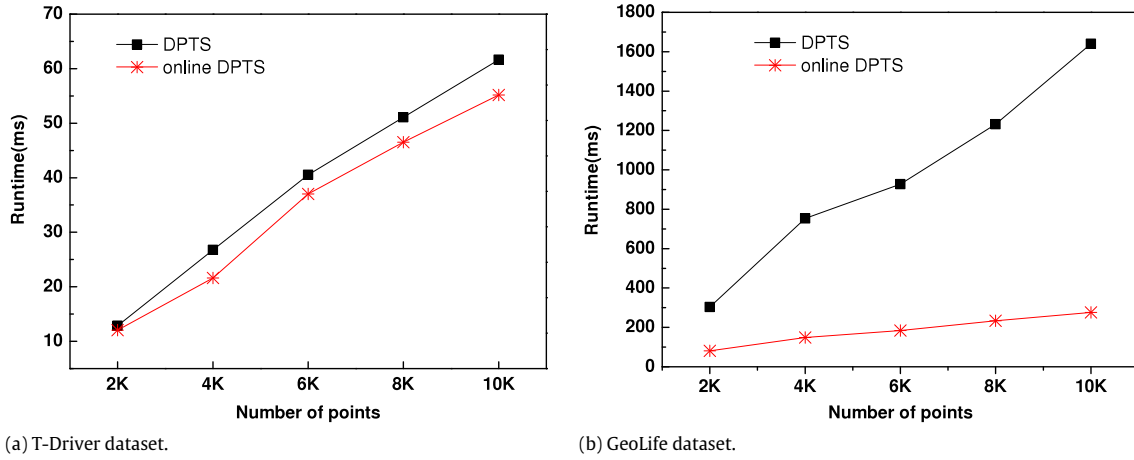 70
60
50
40
30
20
10
Runtime(ms)
DPTS
online DPTS
2K 4K 6K 8K 10K
Number of points
(a) T-Driver dataset.
1800
1600
1400
1200
1000
800
600
400
200
0
Runtime(ms)
DPTS
online DPTS
2K 4K 6K 8K 10K
Number of points
(b) GeoLife dataset.